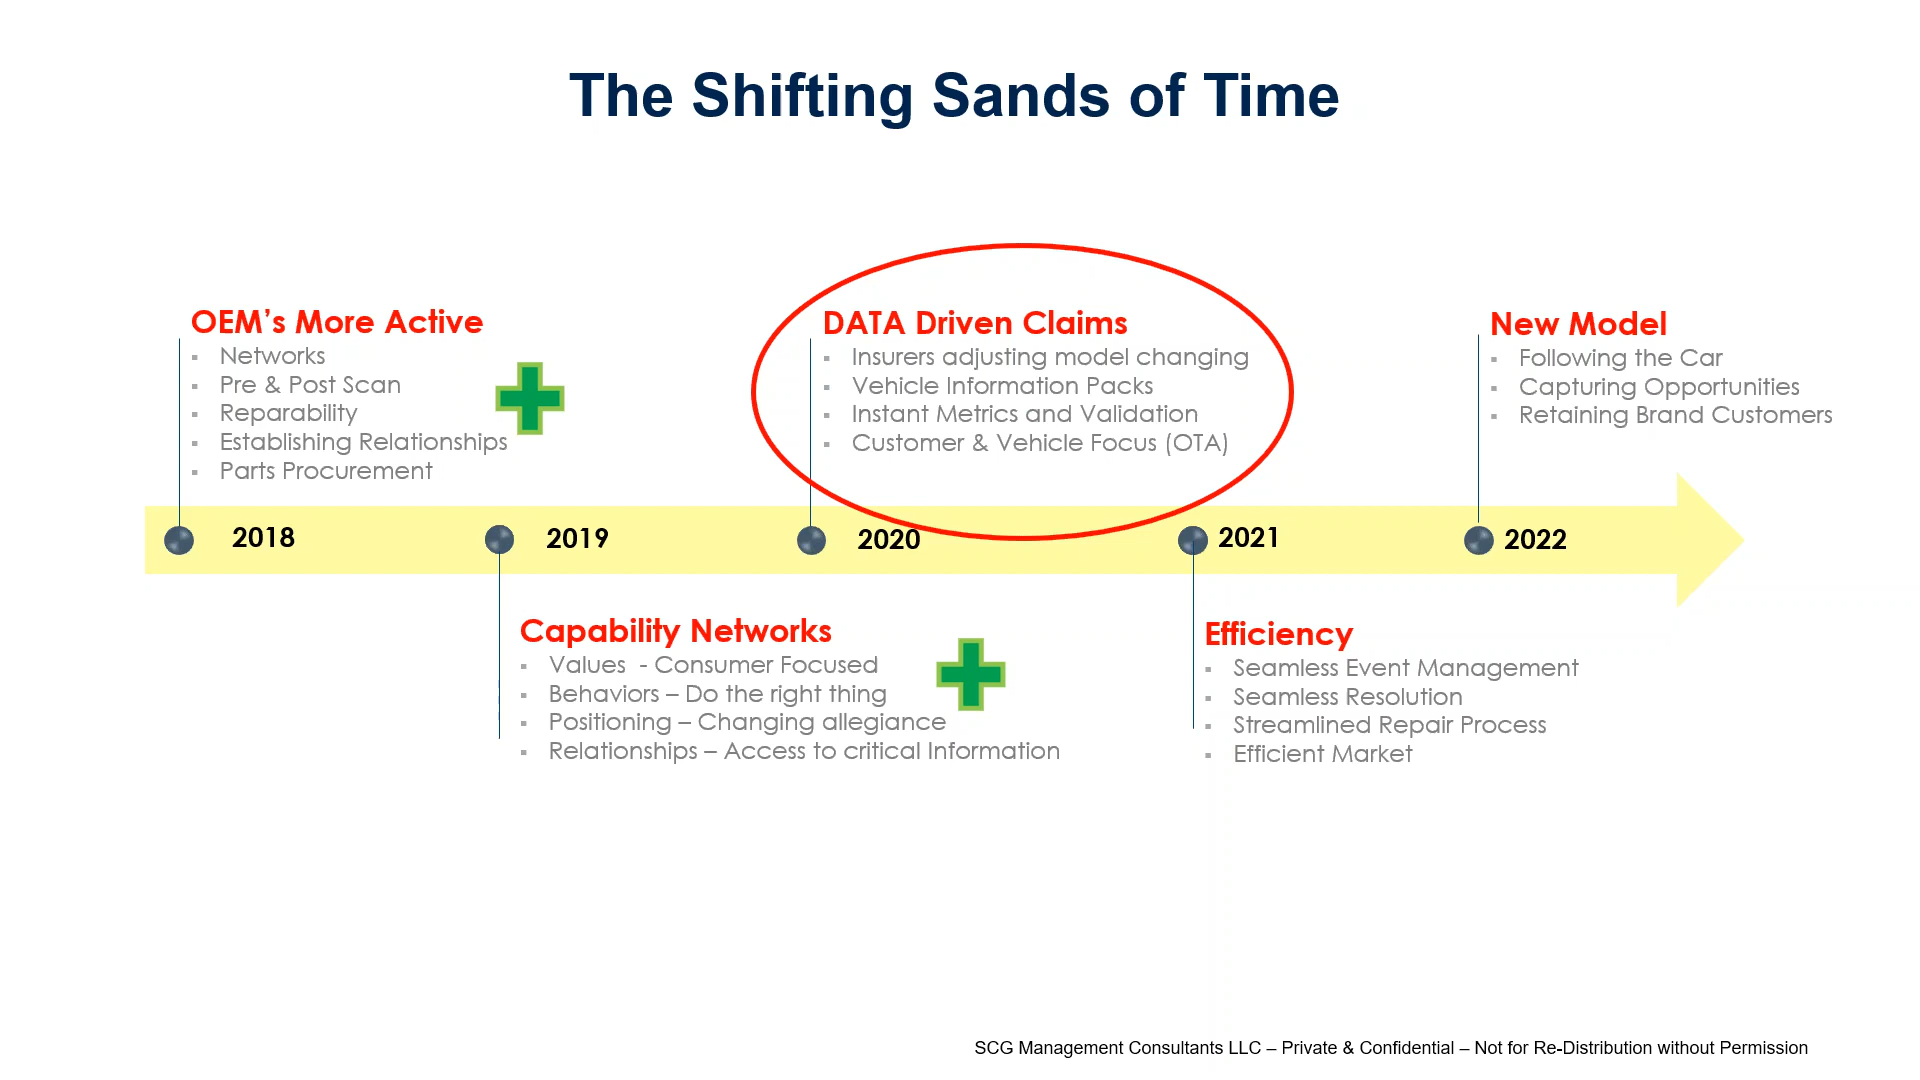 The Shifting Sands of Time
OEM’s More Active
▪ Networks
▪ Pre & Post Scan
▪ Reparability
▪ Establishing Relationships
▪ Parts Procurement
DATA Driven Claims
▪ Insurers adjusting model changing
▪ Vehicle Information Packs
▪ Instant Metrics and Validation
▪ Customer & Vehicle Focus (OTA)
New Model
▪ Following the Car
▪ Capturing Opportunities
▪ Retaining Brand Customers
2018
2019
2020
2021
2022
Capability Networks
▪ Values - Consumer Focused
▪ Behaviors – Do the right thing
▪ Positioning – Changing allegiance
▪ Relationships – Access to critical Information
Efficiency
▪ Seamless Event Management
▪ Seamless Resolution
▪ Streamlined Repair Process
▪ Efficient Market
SCG Management Consultants LLC – Private & Confidential – Not for Re-Distribution without Permission